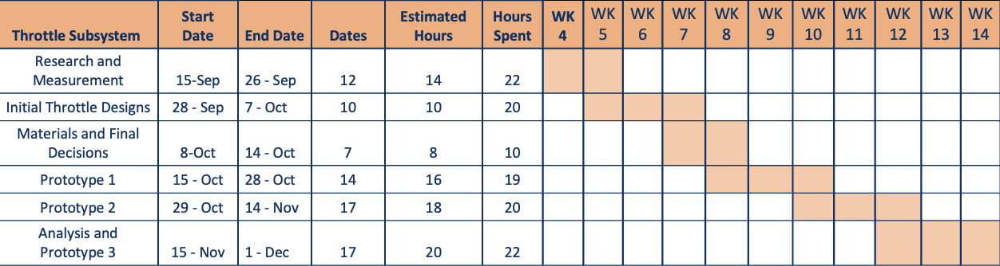 Throttle Subsystem Start Date End Date Dates Estimated Hours Hours Spent WK 4 WK 5 WK 6 WK 7 WK 8 WK 9 WK 10 WK 11 WK 12 WK 13 WK 14
Research and Measurement 15-Sep 26 - Sep 12 14 22
Initial Throttle Designs 28 - Sep 7 - Oct 10 10 20
Materials and Final Decisions 8-Oct 14 - Oct 7 8 10
Prototype 1 15 - Oct 28 - Oct 14 16 19
Prototype 2 29 - Oct 14 - Nov 17 18 20
Analysis and Prototype 3 15 - Nov 1 - Dec 17 20 22